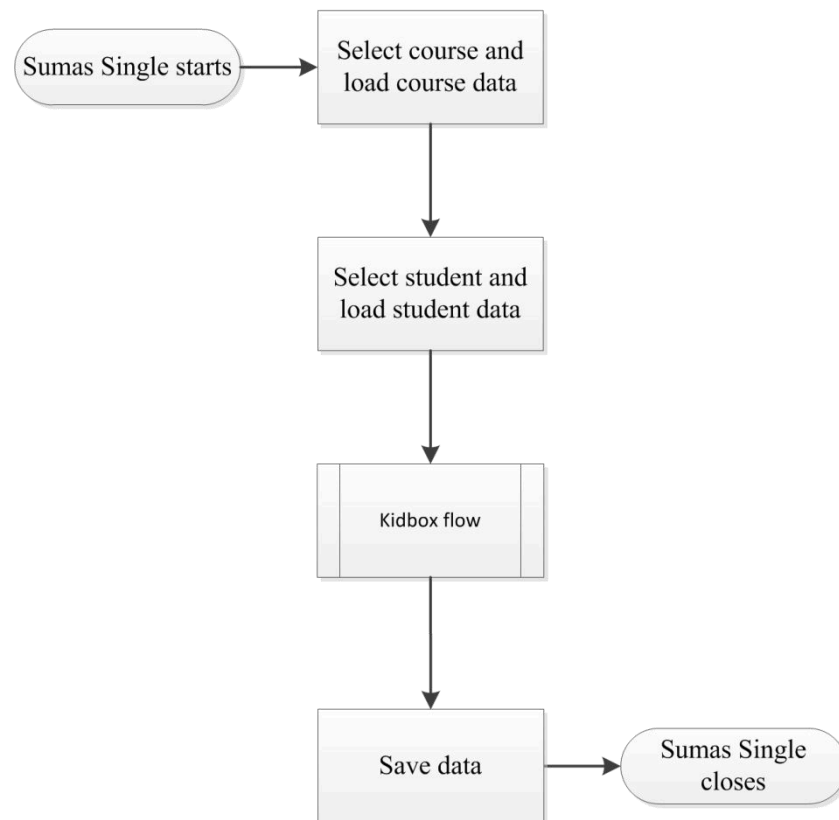 Sumas Single starts
Select course and
load course data
Select student and
load student data
Kidbox flow
Save data
Sumas Single
closes